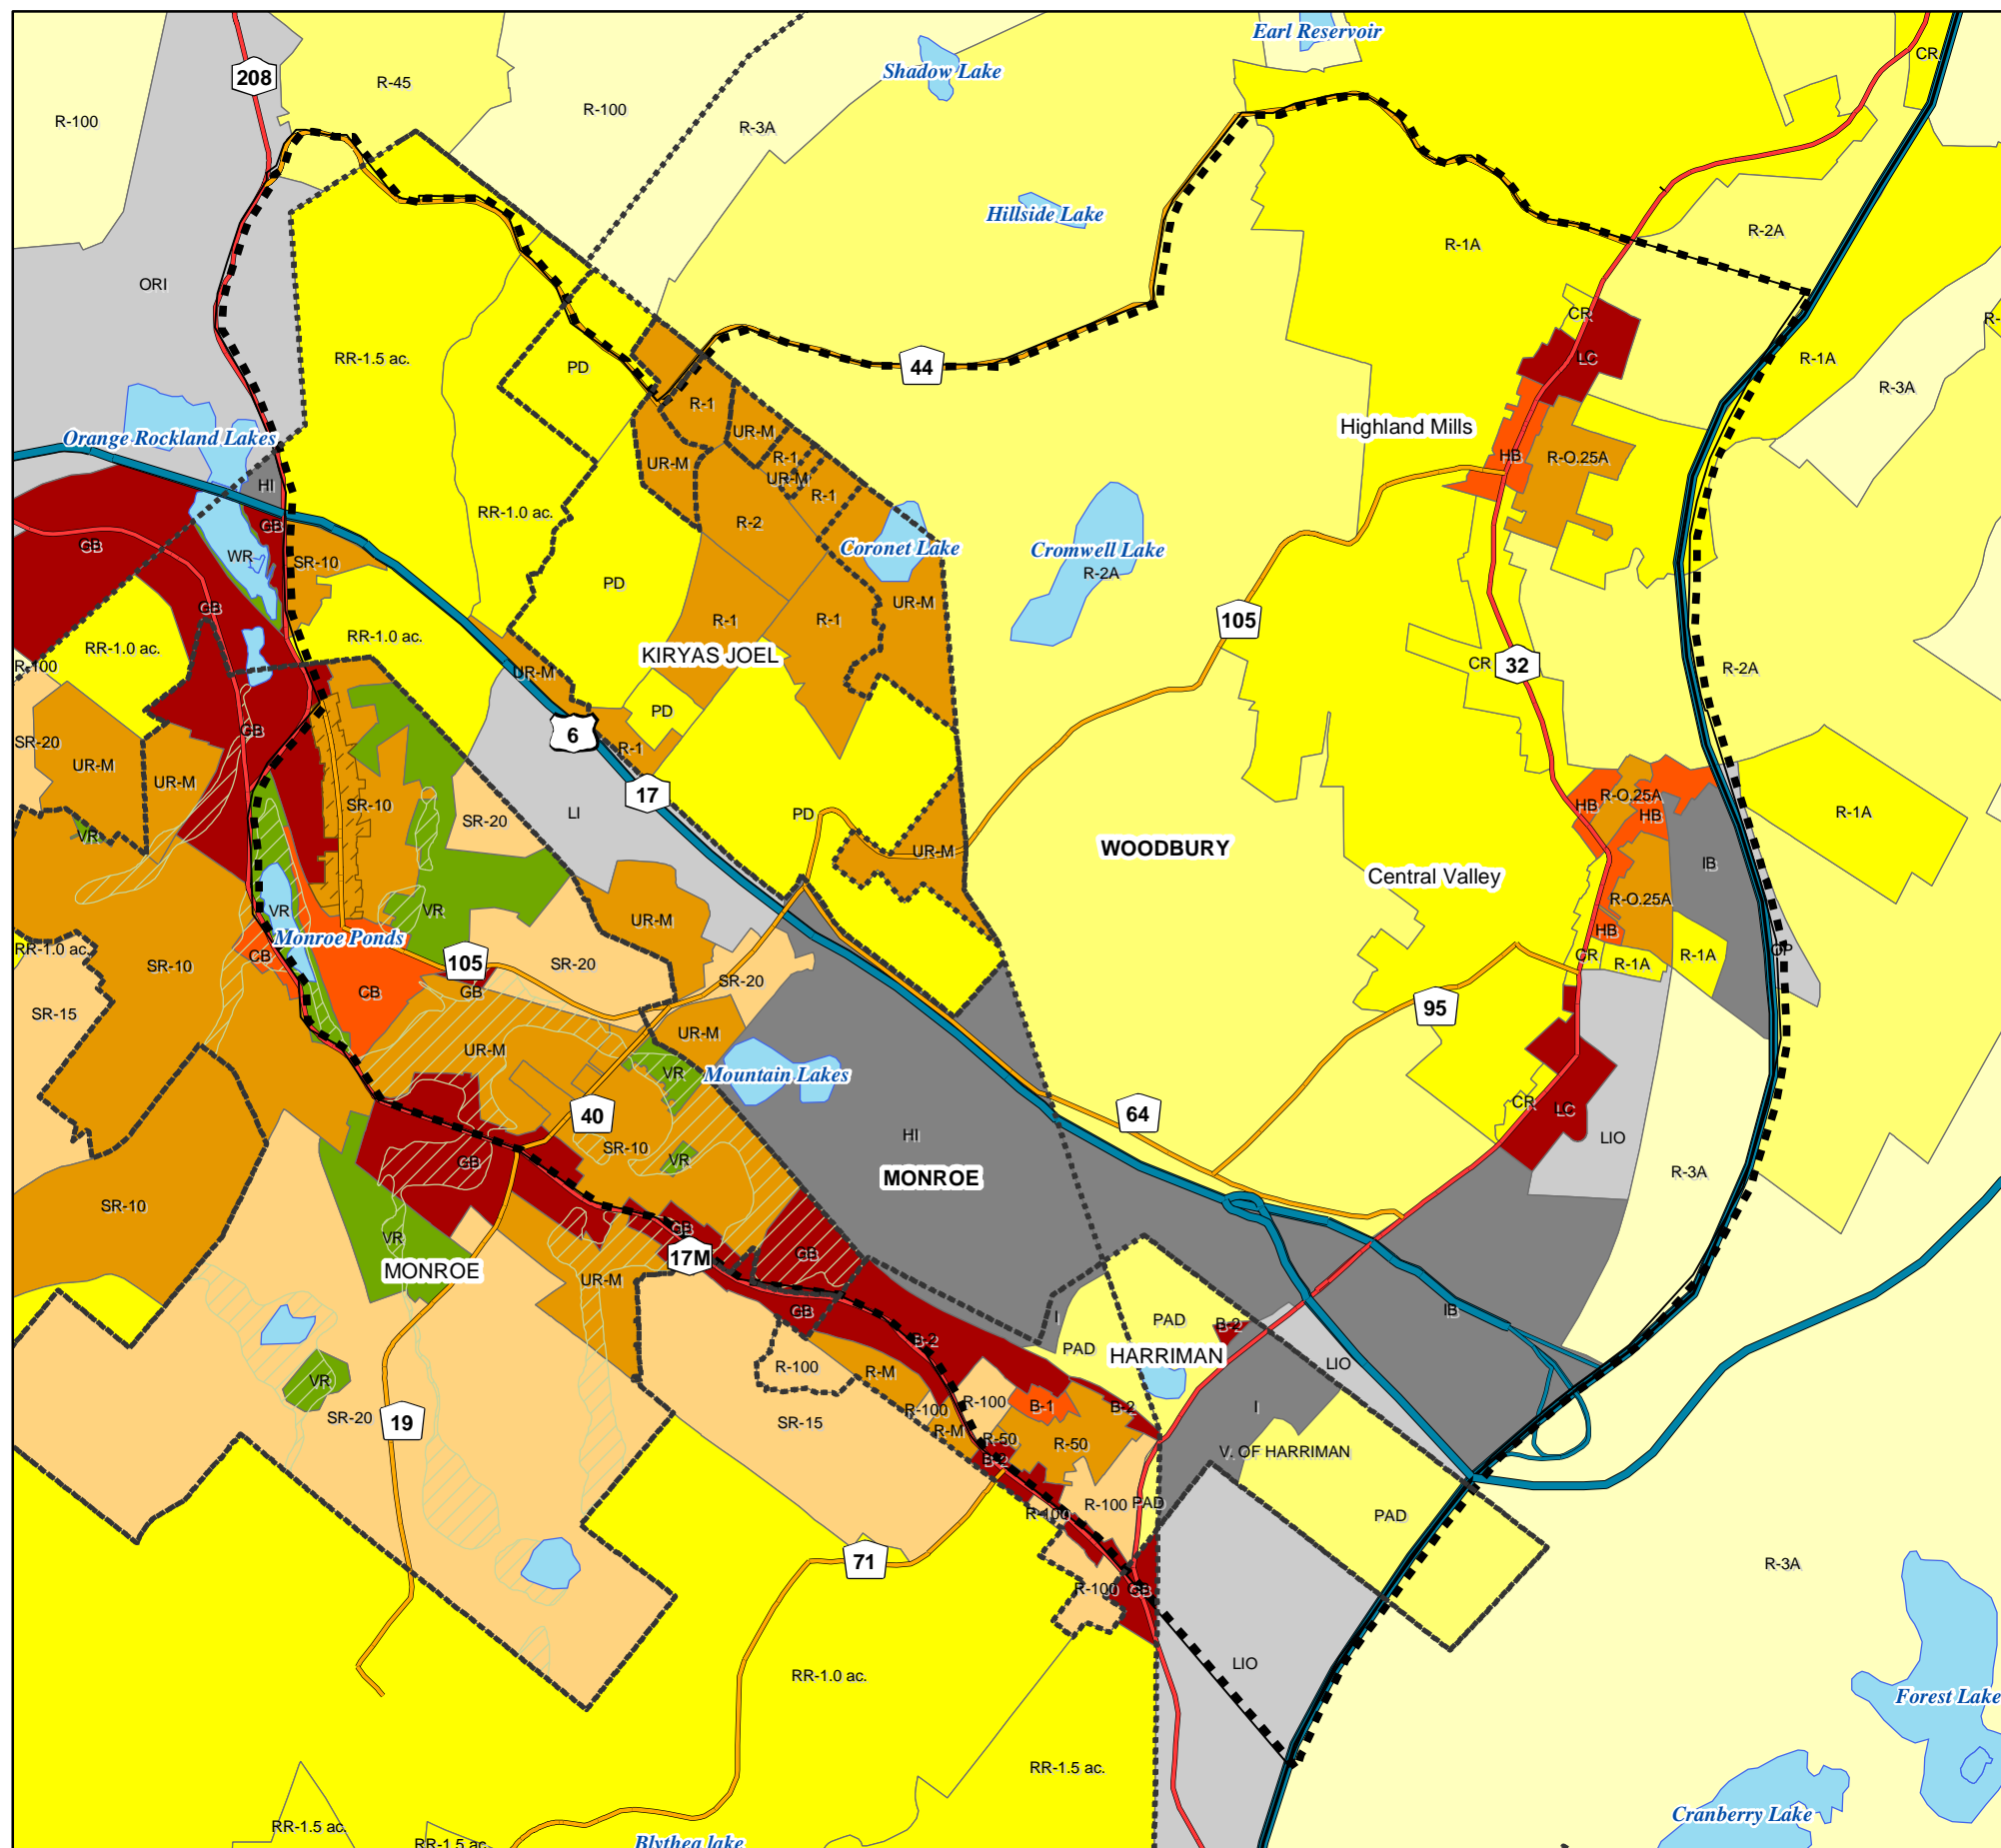 Earl Reservoir
CR
Shadow Lake
208
R-45
R-100
R-100
R-3A
Hillside Lake
R-1A
R-2A
ORI
CR
R-
RR-1.5 ac.
PD
44
LC
R-1A
R-3A
R-1
Highland Mills
UR-M
Orange Rockland Lakes
R-1
HB
R-O.25A
UR-M
UR-M
HI
R-1
RR-1.0 ac.
R-2
GB
GB
Coronet Lake
Cromwell Lake
WR
SR-10
R-2A
PD
UR-M
GB
R-1
R-1
105
RR-1.0 ac.
RR-1.0 ac.
KIRYAS JOEL
R-100
CR
32
R-2A
UR-M
PD
GB
SR-20
6
R-1
UR-M
UR-M
17
R-O.25A
SR-10
HB
HB
PD
LI
SR-20
R-1A
VR
WOODBURY
UR-M
IB
Central Valley
R-O.25A
VR
VR
UR-M
HB
Monroe Ponds
RR-1.0 ac.
CB
CR
R-1A
R-1A
OP
SR-10
105
SR-20
SR-20
CB
GB
95
SR-15
UR-M
UR-M
VR
Mountain Lakes
CR
LC
40
64
HI
LIO
SR-10
GB
VR
MONROE
R-3A
SR-10
VR
GB
17M
GB
MONROE
UR-M
GB
I
PAD
B-2
IB
B-2
PAD
HARRIMAN
LIO
R-100
R-M
VR
R-100
R-100
B-1
B-2
I
SR-20
19
SR-15
R-M
R-50
R-50
V. OF HARRIMAN
B-2
R-100
PAD
R-100
PAD
71
R-3A
R-100
GB
LIO
RR-1.0 ac.
Forest Lake
RR-1.5 ac.
Cranberry Lake
RR-1.5 ac.
RR-1.5 ac.
Blythea lake